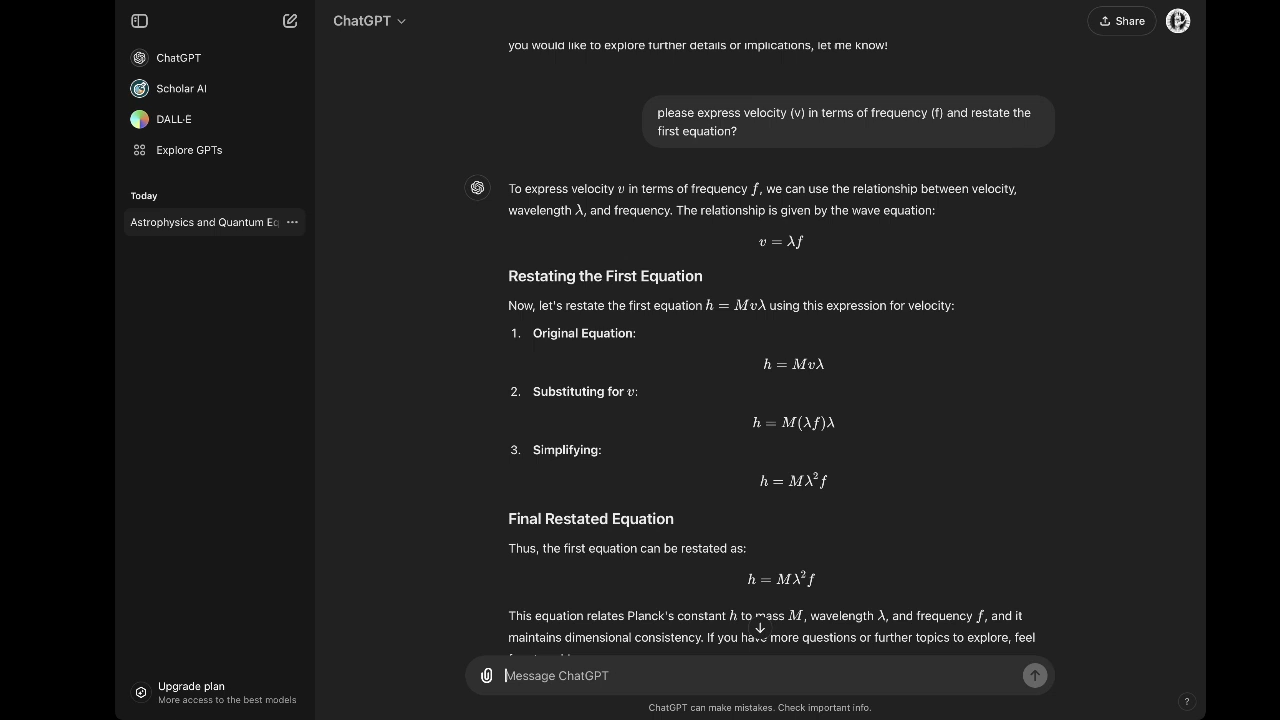 ChatGPT
Share
ChatGPT
Scholar AI
DALL·E
Explore GPTs
Today
Astrophysics and Quantum Eq
Upgrade plan
More access to the best models
you would like to explore further details or implications, let me know!
please express velocity (v) in terms of frequency (f) and restate the
first equation?
To express velocity v in terms of frequency f, we can use the relationship between velocity,
wavelength λ, and frequency. The relationship is given by the wave equation:
v = λf
Restating the First Equation
Now, let's restate the first equation h = Mvλ using this expression for velocity:
1. Original Equation:
h = Mvλ
2. Substituting for v:
h = M(λf)λ
3. Simplifying:
h = Mλ²f
Final Restated Equation
Thus, the first equation can be restated as:
h = Mλ²f
This equation relates Planck's constant h to mass M, wavelength λ, and frequency f, and it
maintains dimensional consistency. If you have more questions or further topics to explore, feel
Message ChatGPT
ChatGPT can make mistakes. Check important info.
?